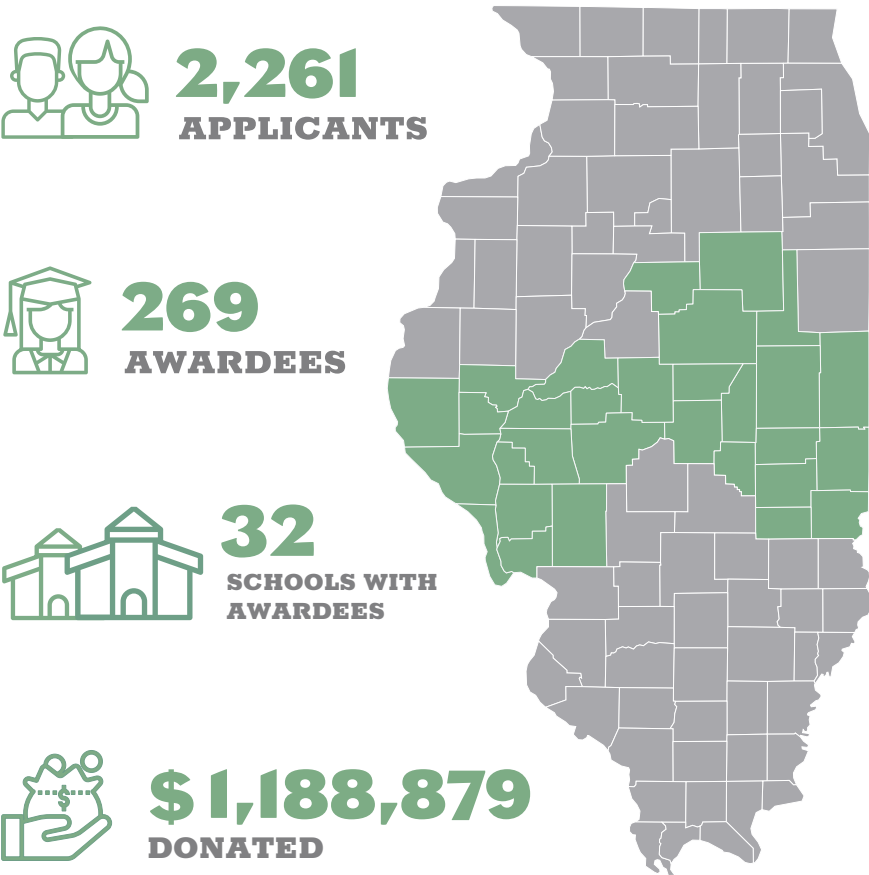 2,261
APPLICANTS
269
AWARDEES
32
SCHOOLS WITH
AWARDEES
$1,188,879
DONATED
$